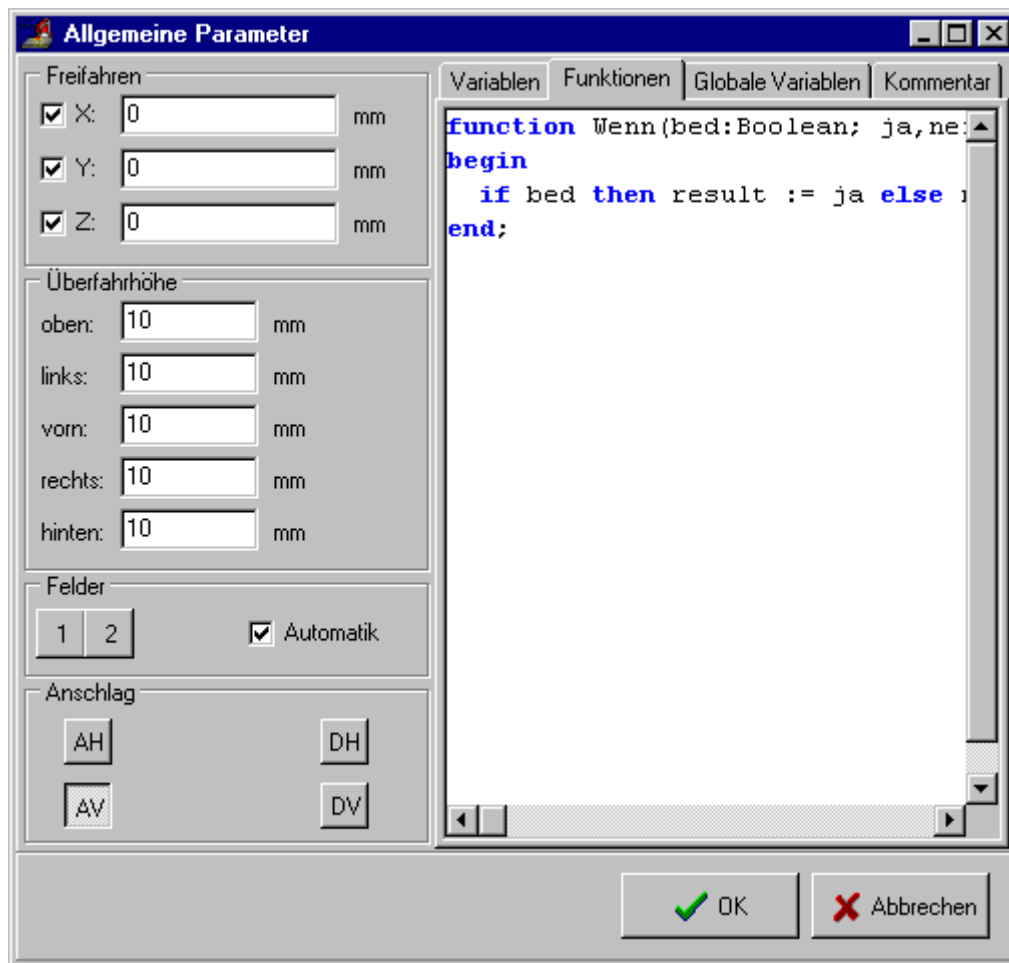 Allgemeine Parameter
Freifahren
X: 0 mm
Y: 0 mm
Z: 0 mm
Überfahrhöhe
oben: 10 mm
links: 10 mm
vorn: 10 mm
rechts: 10 mm
hinten: 10 mm
Felder
1 2 Automatik
Anschlag
AH DH
AV DV
Variablen Funktionen Globale Variablen Kommentar
function Wenn(bed:Boolean; ja,nei
begin
if bed then result := ja else r
end;
OK Abbrechen